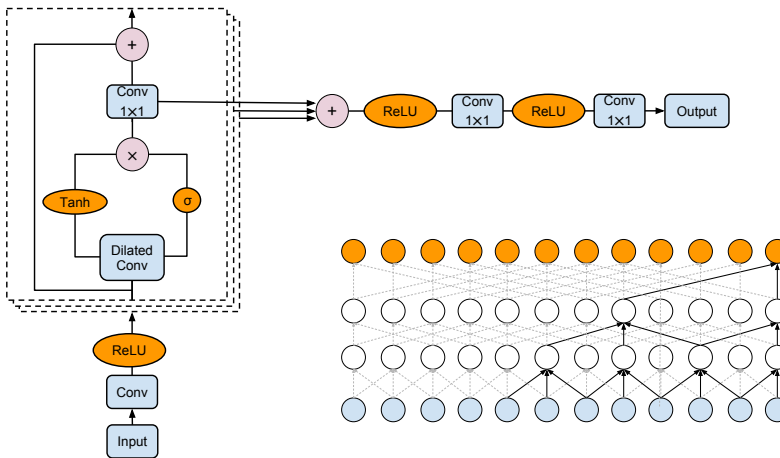 +
Conv
1×1
×
Tanh
σ
Dilated
Conv
ReLU
Conv
Input
+
ReLU
Conv
1×1
ReLU
Conv
1×1
Output